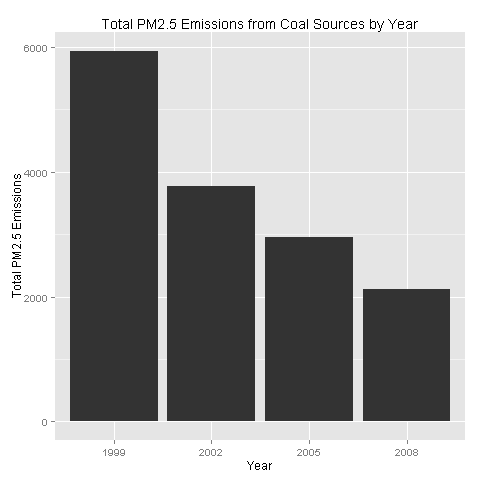 Total PM2.5 Emissions from Coal Sources by Year
6000
4000
2000
0
Total PM2.5 Emissions
1999 2002 2005 2008
Year